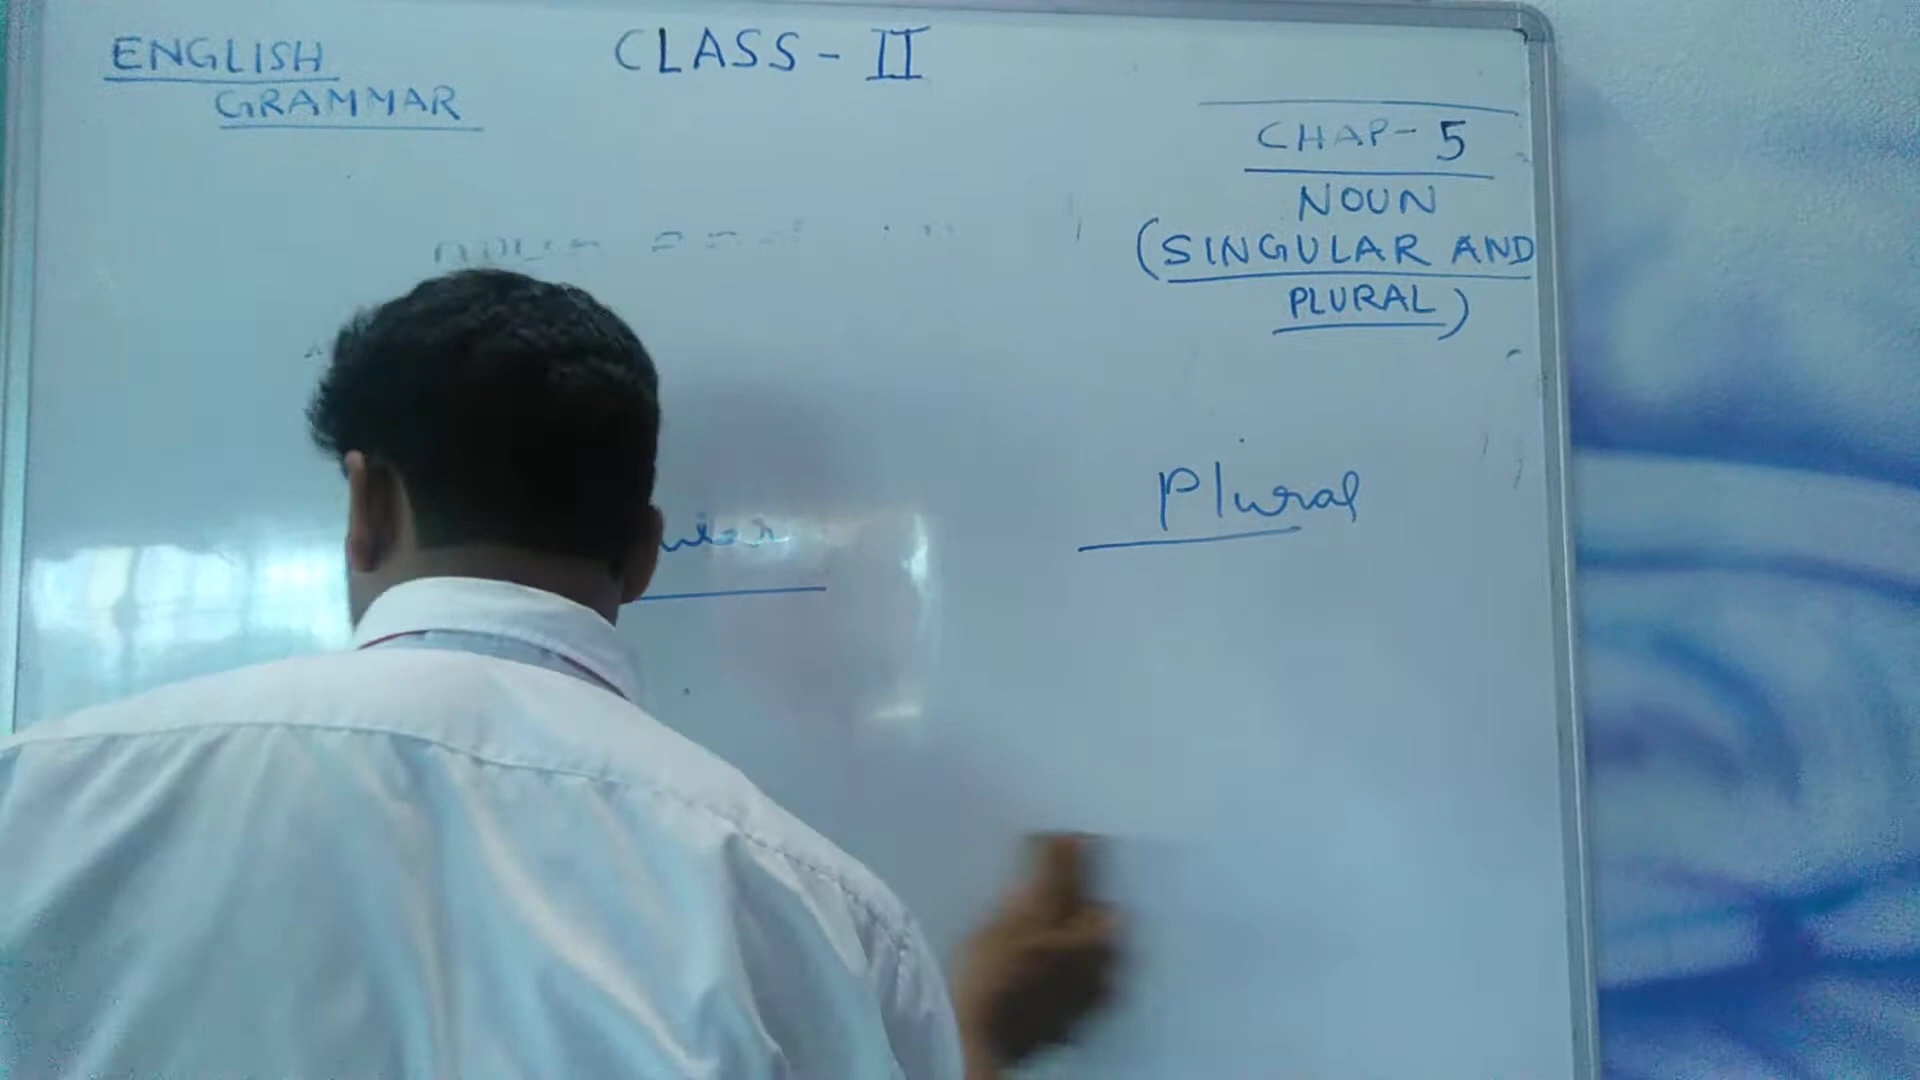 ENGLISH
GRAMMAR
CLASS - II
CHAP- 5
NOUN
(SINGULAR AND
PLURAL)
Plural